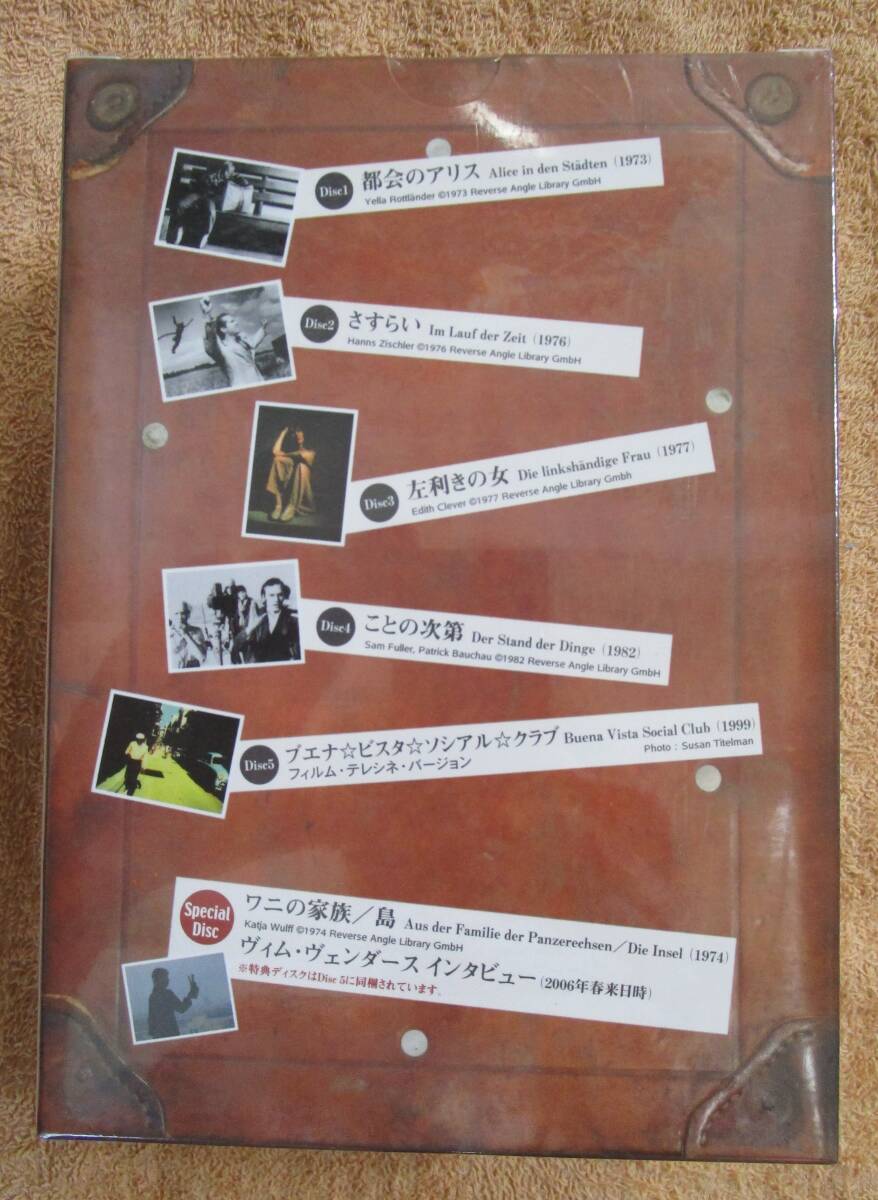 Disc1 都会のアリス Alice in den Städten (1973)
Yella Rottländer ©1973 Reverse Angle Library GmbH
Disc2 さすらい Im Lauf der Zeit (1976)
Hanns Zischler ©1976 Reverse Angle Library GmbH
Disc3 左利きの女 Die linkshändige Frau (1977)
Edith Clever ©1977 Reverse Angle Library Gmbh
Disc4 ことの次第 Der Stand der Dinge (1982)
Sam Fuller, Patrick Bauchau ©1982 Reverse Angle Library GmbH
Disc5 ブエナ☆ビスタ☆ソシアル☆クラブ Buena Vista Social Club (1999)
フィルム・テレシネ・バージョン Photo : Susan Titelman
Special Disc
ワニの家族／島 Aus der Familie der Panzerechsen／Die Insel (1974)
Katja Wulff ©1974 Reverse Angle Library GmbH
ヴィム・ヴェンダース インタビュー (2006年春来日時)
※特典ディスクはDisc 5に同梱されています。